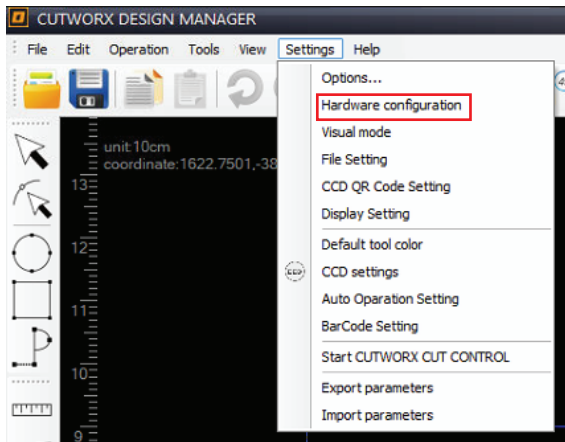 CUTWORX DESIGN MANAGER
File Edit Operation Tools View Settings Help
Options...
Hardware configuration
Visual mode
File Setting
CCD QR Code Setting
Display Setting
Default tool color
CCD settings
Auto Oparation Setting
BarCode Setting
Start CUTWORX CUT CONTROL
Export parameters
Import parameters
unit:10cm
coordinate:1622.7501,-38
13
12
11
10
9